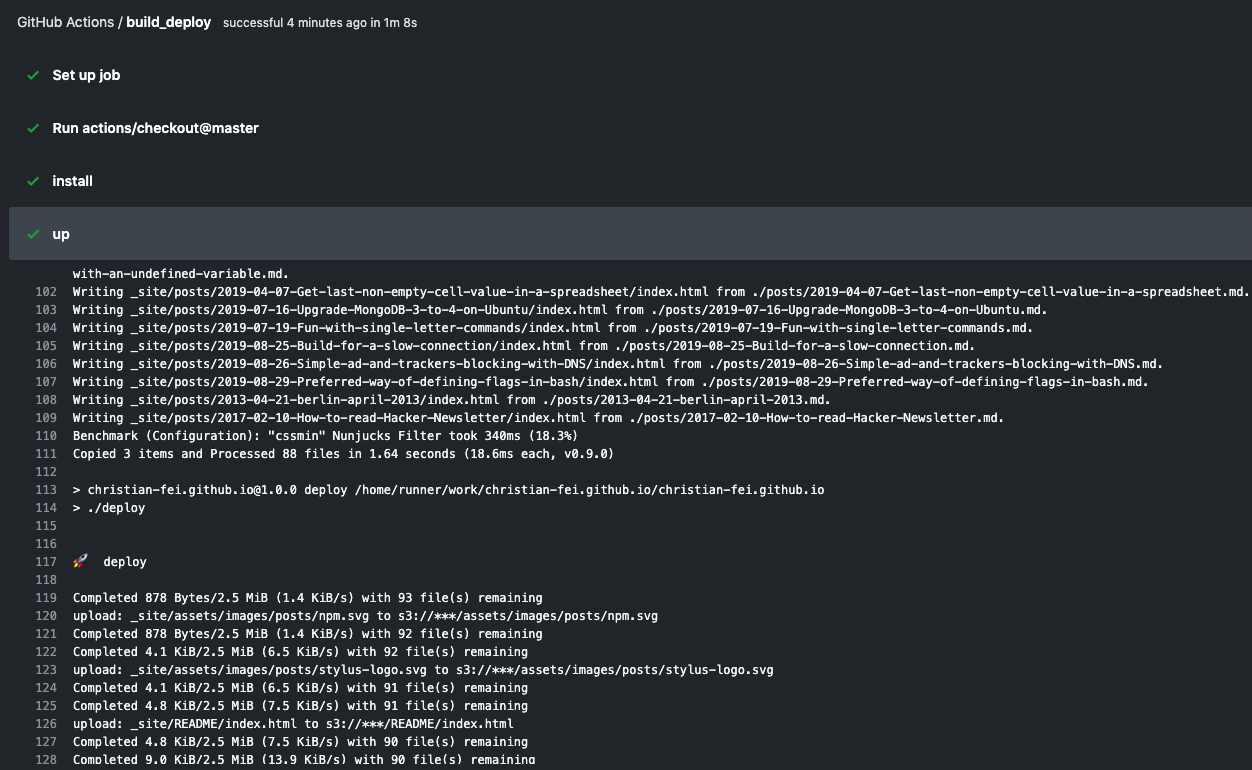 GitHub Actions / build_deploy successful 4 minutes ago in 1m 8s
Set up job
Run actions/checkout@master
install
up
with-an-undefined-variable.md.
102 Writing _site/posts/2019-04-07-Get-last-non-empty-cell-value-in-a-spreadsheet/index.html from ./posts/2019-04-07-Get-last-non-empty-cell-value-in-a-spreadsheet.md.
103 Writing _site/posts/2019-07-16-Upgrade-MongoDB-3-to-4-on-Ubuntu/index.html from ./posts/2019-07-16-Upgrade-MongoDB-3-to-4-on-Ubuntu.md.
104 Writing _site/posts/2019-07-19-Fun-with-single-letter-commands/index.html from ./posts/2019-07-19-Fun-with-single-letter-commands.md.
105 Writing _site/posts/2019-08-25-Build-for-a-slow-connection/index.html from ./posts/2019-08-25-Build-for-a-slow-connection.md.
106 Writing _site/posts/2019-08-26-Simple-ad-and-trackers-blocking-with-DNS/index.html from ./posts/2019-08-26-Simple-ad-and-trackers-blocking-with-DNS.md.
107 Writing _site/posts/2019-08-29-Preferred-way-of-defining-flags-in-bash/index.html from ./posts/2019-08-29-Preferred-way-of-defining-flags-in-bash.md.
108 Writing _site/posts/2013-04-21-berlin-april-2013/index.html from ./posts/2013-04-21-berlin-april-2013.md.
109 Writing _site/posts/2017-02-10-How-to-read-Hacker-Newsletter/index.html from ./posts/2017-02-10-How-to-read-Hacker-Newsletter.md.
110 Benchmark (Configuration): "cssmin" Nunjucks Filter took 340ms (18.3%)
111 Copied 3 items and Processed 88 files in 1.64 seconds (18.6ms each, v0.9.0)
112
113 > christian-fei.github.io@1.0.0 deploy /home/runner/work/christian-fei.github.io/christian-fei.github.io
114 > ./deploy
115
116
117 🚀 deploy
118
119 Completed 878 Bytes/2.5 MiB (1.4 KiB/s) with 93 file(s) remaining
120 upload: _site/assets/images/posts/npm.svg to s3://***/assets/images/posts/npm.svg
121 Completed 878 Bytes/2.5 MiB (1.4 KiB/s) with 92 file(s) remaining
122 Completed 4.1 KiB/2.5 MiB (6.5 KiB/s) with 92 file(s) remaining
123 upload: _site/assets/images/posts/stylus-logo.svg to s3://***/assets/images/posts/stylus-logo.svg
124 Completed 4.1 KiB/2.5 MiB (6.5 KiB/s) with 91 file(s) remaining
125 Completed 4.8 KiB/2.5 MiB (7.5 KiB/s) with 91 file(s) remaining
126 upload: _site/README/index.html to s3://***/README/index.html
127 Completed 4.8 KiB/2.5 MiB (7.5 KiB/s) with 90 file(s) remaining
128 Completed 9.0 KiB/2.5 MiB (13.9 KiB/s) with 90 file(s) remaining